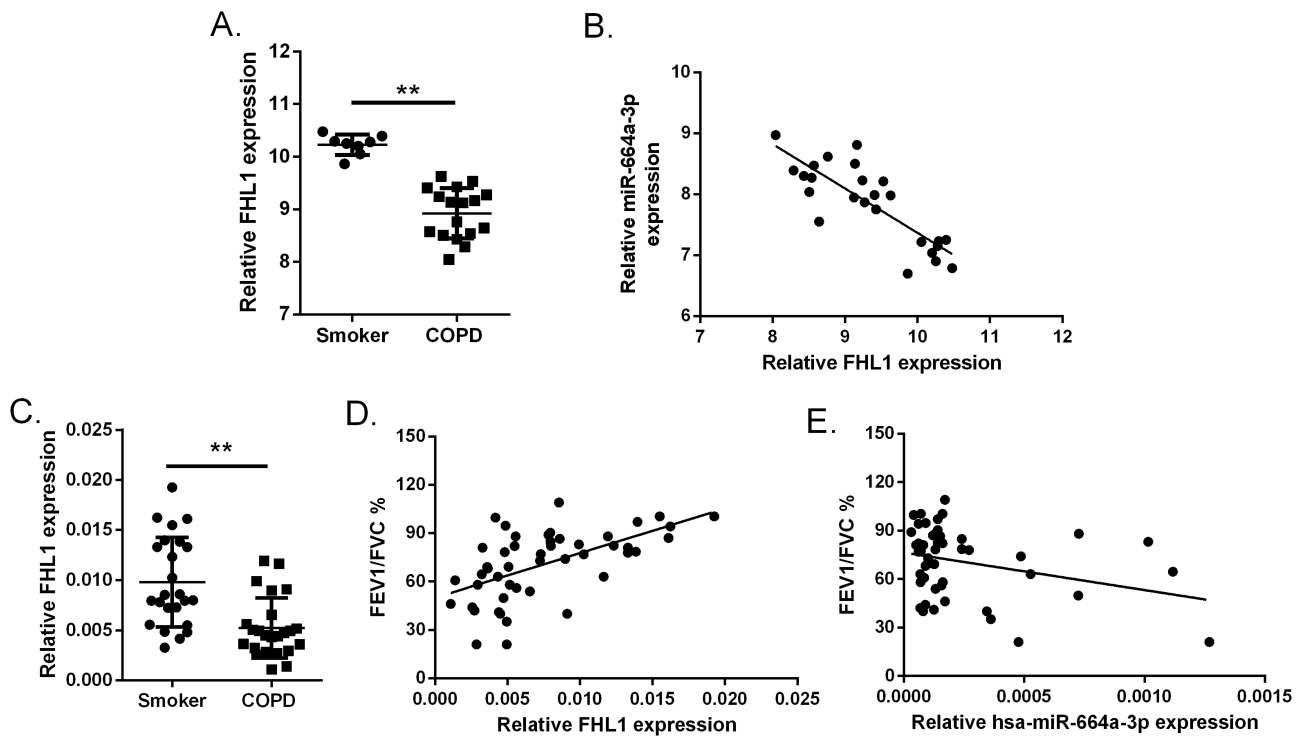 A.
Relative FHL1 expression
12
11
10
9
8
7
**
Smoker
COPD
B.
Relative miR-664a-3p
expression
10
9
8
7
6
7
8
9
10
11
12
Relative FHL1 expression
C.
Relative FHL1 expression
0.025
0.020
0.015
0.010
0.005
0.000
**
Smoker
COPD
D.
FEV1/FVC %
150
120
90
60
30
0
0.000
0.005
0.010
0.015
0.020
0.025
Relative FHL1 expression
E.
FEV1/FVC %
150
120
90
60
30
0
0.0000
0.0005
0.0010
0.0015
Relative hsa-miR-664a-3p expression